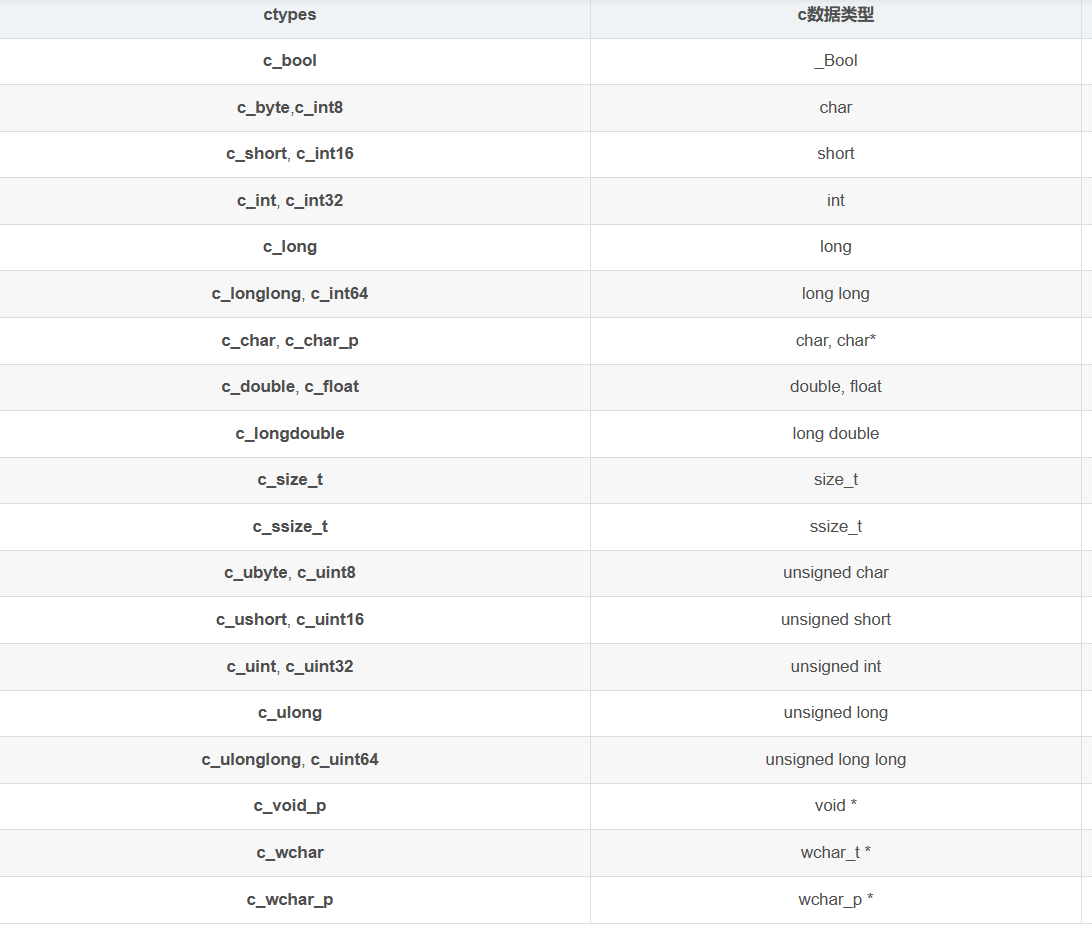 ctypes c数据类型
c_bool _Bool
c_byte,c_int8 char
c_short, c_int16 short
c_int, c_int32 int
c_long long
c_longlong, c_int64 long long
c_char, c_char_p char, char*
c_double, c_float double, float
c_longdouble long double
c_size_t size_t
c_ssize_t ssize_t
c_ubyte, c_uint8 unsigned char
c_ushort, c_uint16 unsigned short
c_uint, c_uint32 unsigned int
c_ulong unsigned long
c_ulonglong, c_uint64 unsigned long long
c_void_p void *
c_wchar wchar_t *
c_wchar_p wchar_p *